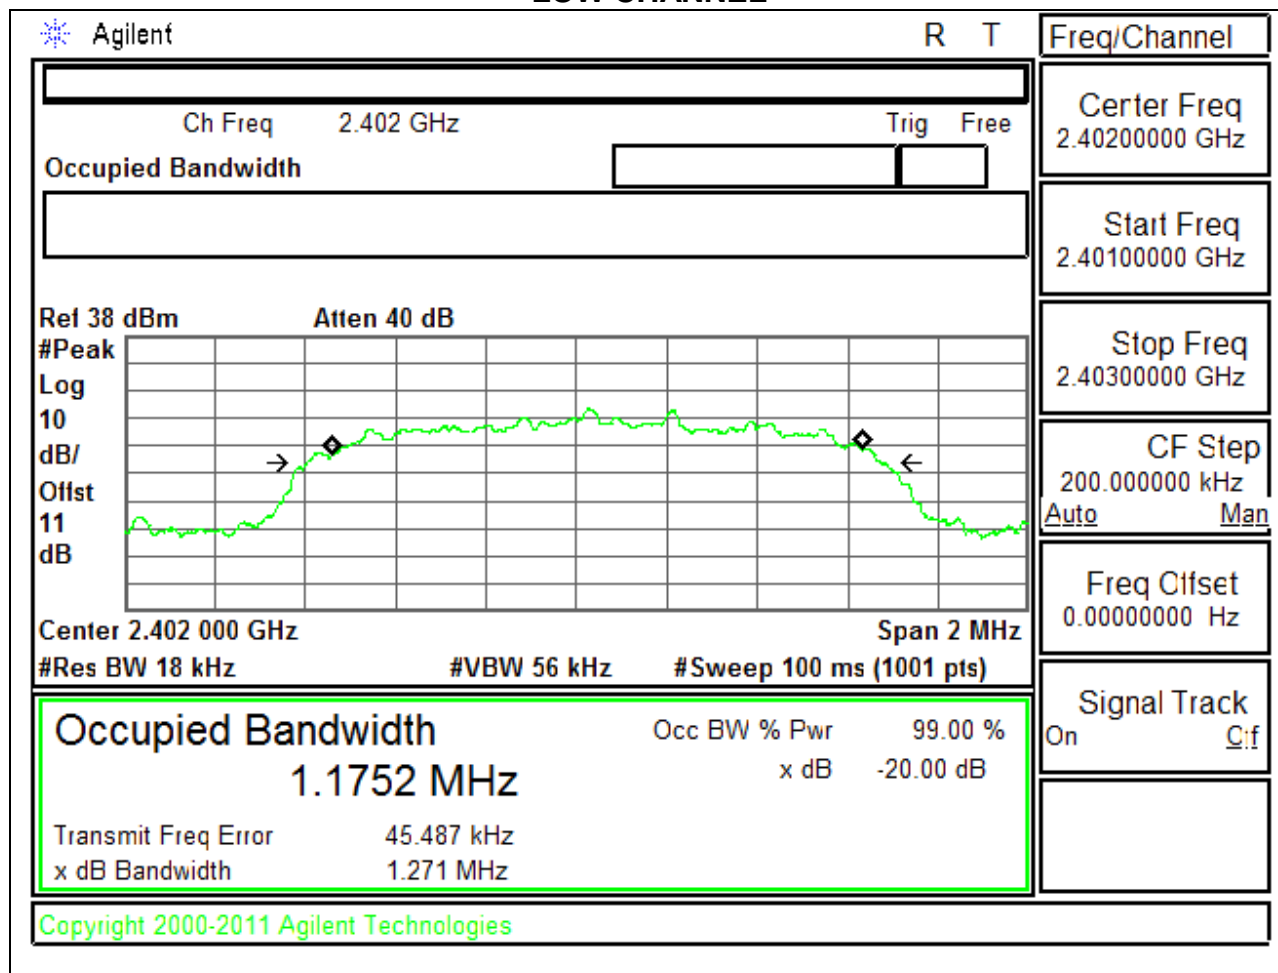 LOW CHANNEL
Agilent R T Freq/Channel
Ch Freq 2.402 GHz Trig Free
Occupied Bandwidth
Center Freq
2.40200000 GHz
Start Freq
2.40100000 GHz
Ref 38 dBm Atten 40 dB
#Peak
Log
10
dB/
Offst
11
dB
Stop Freq
2.40300000 GHz
CF Step
200.000000 kHz
Auto Man
Center 2.402 000 GHz Span 2 MHz
#Res BW 18 kHz #VBW 56 kHz #Sweep 100 ms (1001 pts)
Freq Offset
0.00000000 Hz
Signal Track
On Off
Occupied Bandwidth Occ BW % Pwr 99.00 %
1.1752 MHz x dB -20.00 dB
Transmit Freq Error 45.487 kHz
x dB Bandwidth 1.271 MHz
Copyright 2000-2011 Agilent Technologies